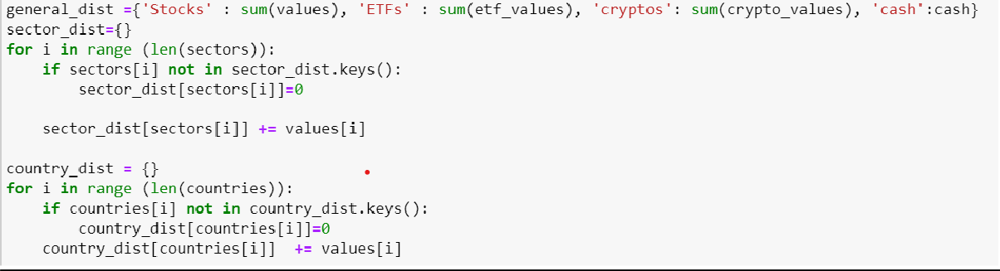 general_dist ={'Stocks' : sum(values), 'ETFs' : sum(etf_values), 'cryptos': sum(crypto_values), 'cash':cash}
sector_dist={}
for i in range (len(sectors)):
    if sectors[i] not in sector_dist.keys():
        sector_dist[sectors[i]]=0

    sector_dist[sectors[i]] += values[i]

country_dist = {}
for i in range (len(countries)):
    if countries[i] not in country_dist.keys():
        country_dist[countries[i]]=0
    country_dist[countries[i]]  += values[i]